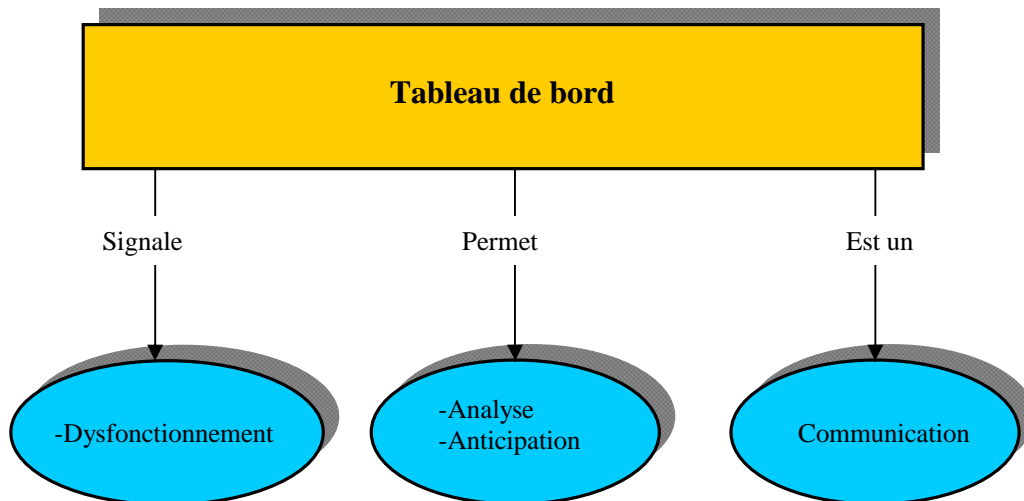 Tableau de bord
Signale
Permet
Est un
-Dysfonctionnement
-Analyse
-Anticipation
Communication